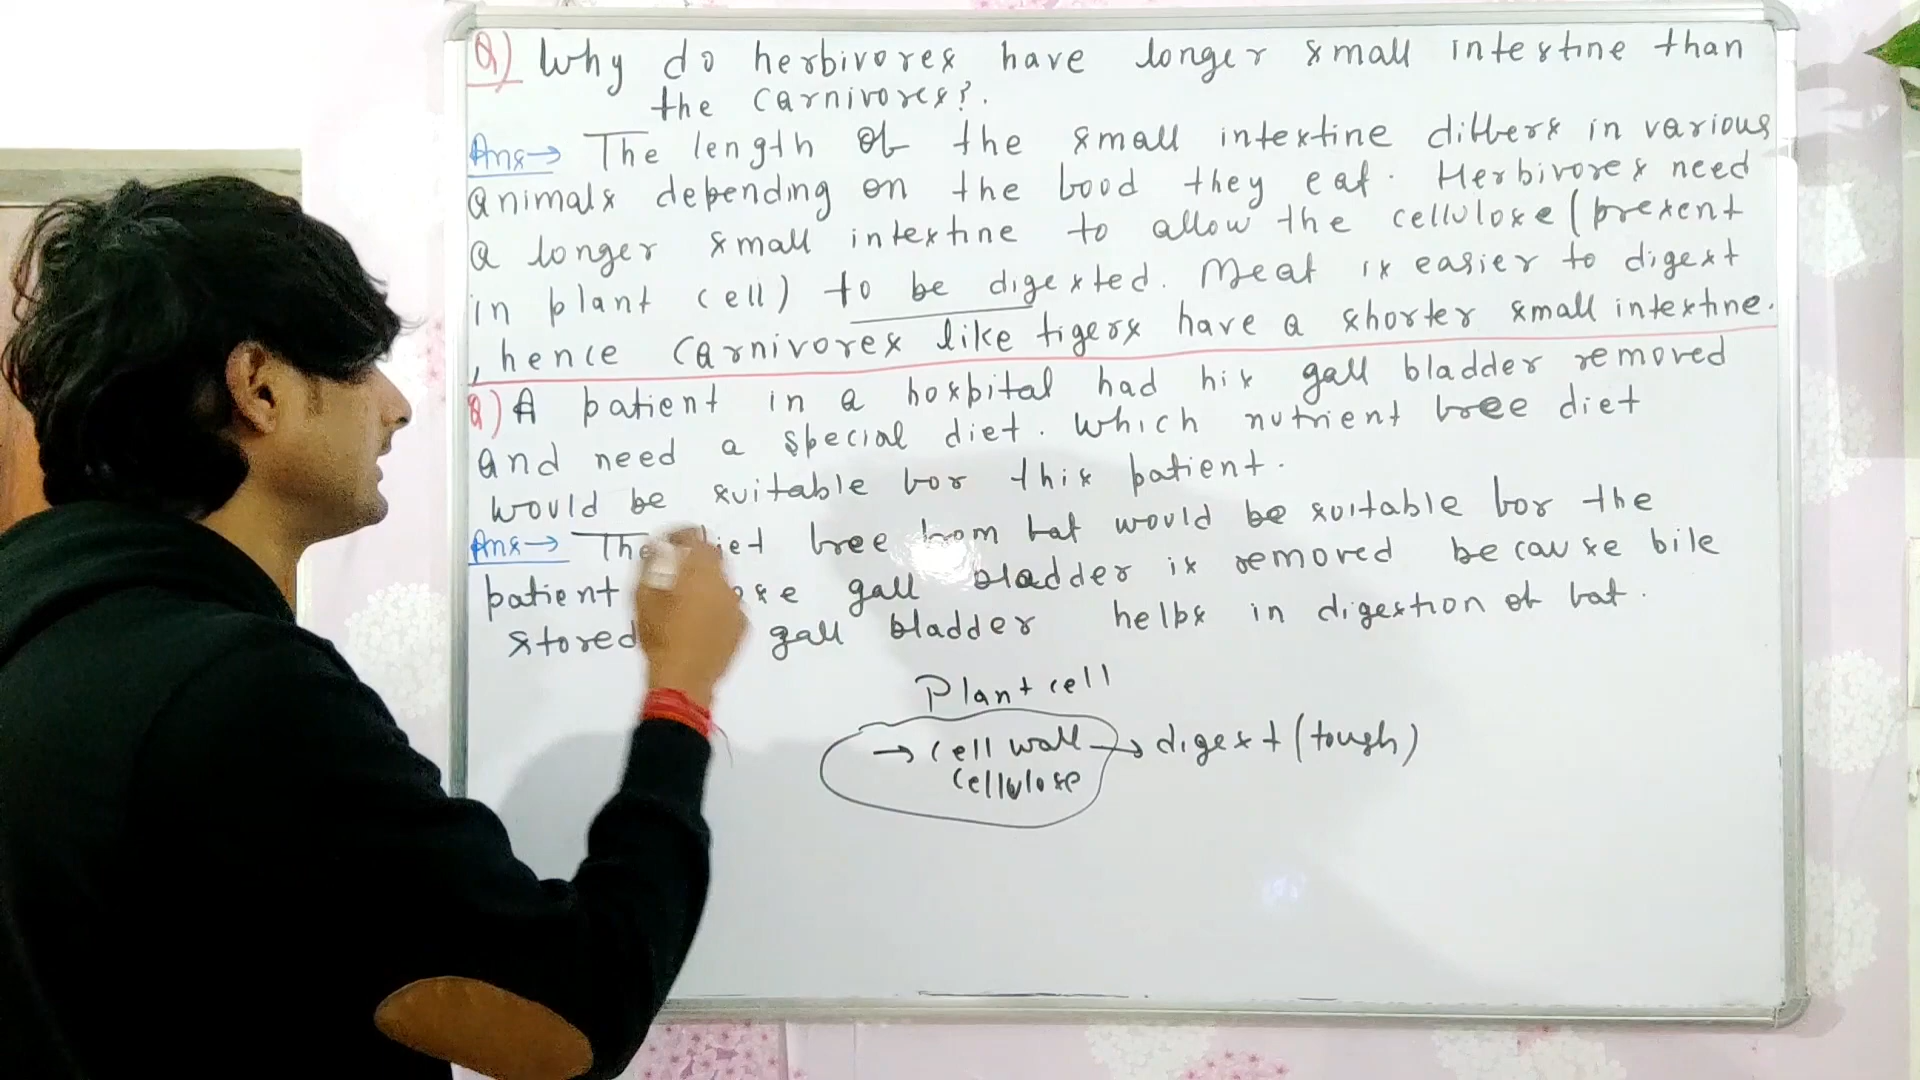 Q) Why do herbivores have longer small intestine than
the carnivores?.
Ans→ The length of the small intestine differs in various
animals depending on the food they eat. Herbivores need
a longer small intestine to allow the cellulose (present
in plant cell) to be digested. Meat is easier to digest
, hence carnivores like tigers have a shorter small intestine.
Q) A patient in a hospital had his gall bladder removed
and need a special diet. Which nutrient free diet
would be suitable for this patient.
Ans→ The diet free from fat would be suitable for the
patient gall bladder is removed because bile
stored gall bladder helps in digestion of fat.
Plant cell
→ cell wall → digest (tough)
cellulose